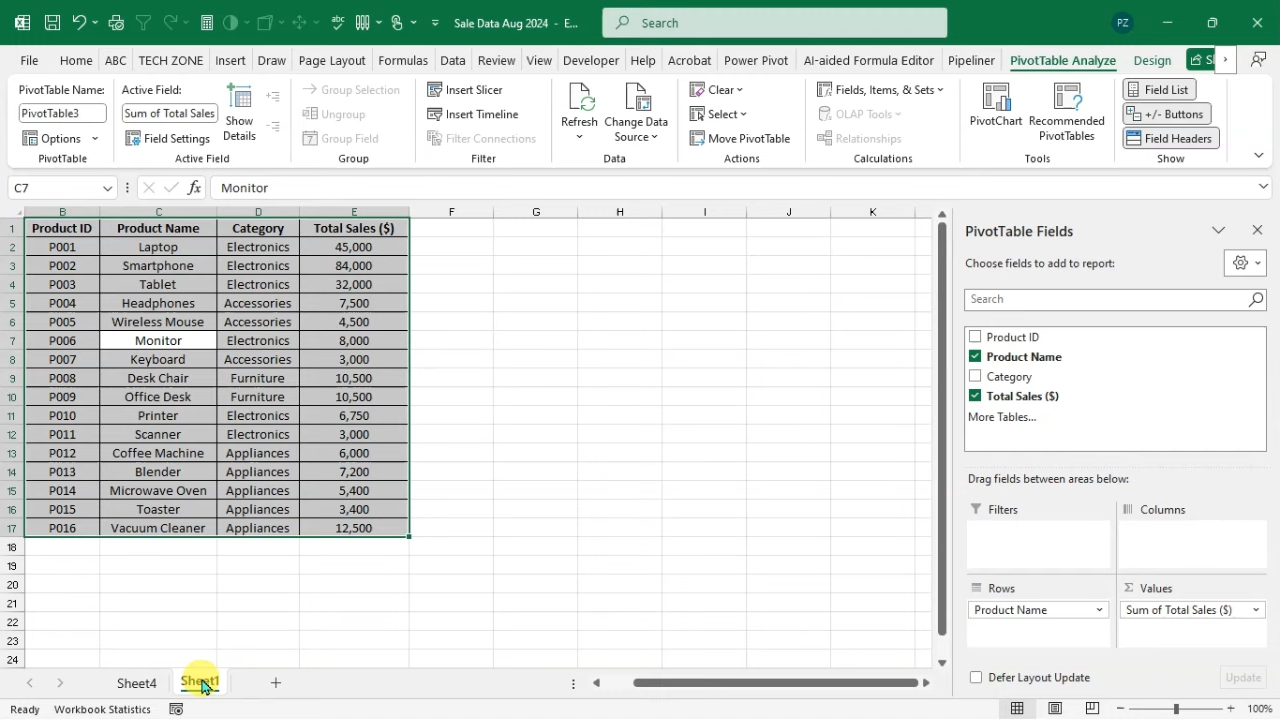 Sale Data Aug 2024 - E...
Search
PZ
File Home ABC TECH ZONE Insert Draw Page Layout Formulas Data Review View Developer Help Acrobat Power Pivot AI-aided Formula Editor Pipeliner PivotTable Analyze Design
PivotTable Name:
PivotTable3
Options
PivotTable
Active Field:
Sum of Total Sales
Field Settings
Show Details
Active Field
Group Selection
Ungroup
Group Field
Group
Insert Slicer
Insert Timeline
Filter Connections
Filter
Refresh
Change Data Source
Data
Clear
Select
Move PivotTable
Actions
Fields, Items, & Sets
OLAP Tools
Relationships
Calculations
PivotChart
Recommended PivotTables
Tools
Field List
+/- Buttons
Field Headers
Show
C7 fx Monitor
B C D E F G H I J K
1 Product ID Product Name Category Total Sales ($)
2 P001 Laptop Electronics 45,000
3 P002 Smartphone Electronics 84,000
4 P003 Tablet Electronics 32,000
5 P004 Headphones Accessories 7,500
6 P005 Wireless Mouse Accessories 4,500
7 P006 Monitor Electronics 8,000
8 P007 Keyboard Accessories 3,000
9 P008 Desk Chair Furniture 10,500
10 P009 Office Desk Furniture 10,500
11 P010 Printer Electronics 6,750
12 P011 Scanner Electronics 3,000
13 P012 Coffee Machine Appliances 6,000
14 P013 Blender Appliances 7,200
15 P014 Microwave Oven Appliances 5,400
16 P015 Toaster Appliances 3,400
17 P016 Vacuum Cleaner Appliances 12,500
18
19
20
21
22
23
24
PivotTable Fields
Choose fields to add to report:
Search
Product ID
Product Name
Category
Total Sales ($)
More Tables...
Drag fields between areas below:
Filters
Columns
Rows
Product Name
Σ Values
Sum of Total Sales ($)
Defer Layout Update
Update
Sheet4 Sheet1
Ready Workbook Statistics
100%